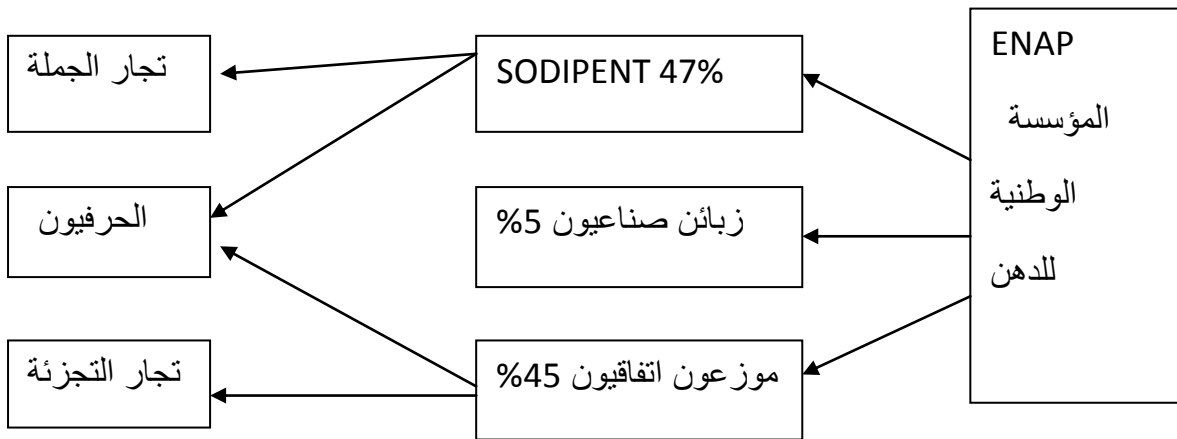 ENAP
المؤسسة
الوطنية
للدهن
SODIPENT 47%
زبائن صناعيون 5%
موزعون اتفاقيون 45%
تجار الجملة
الحرفيون
تجار التجزئة